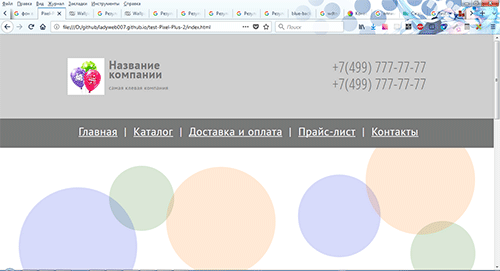 Файл Правка Вид Журнал Закладки Инструменты Справка
Pixel-P
file:///D:/github/ladyweb007.github.io/test-Pixel-Plus-2/index.html
Поиск
Название
компании
самая клевая компания
+7(499) 777-77-77
+7(499) 777-77-77
Главная | Каталог | Доставка и оплата | Прайс-лист | Контакты